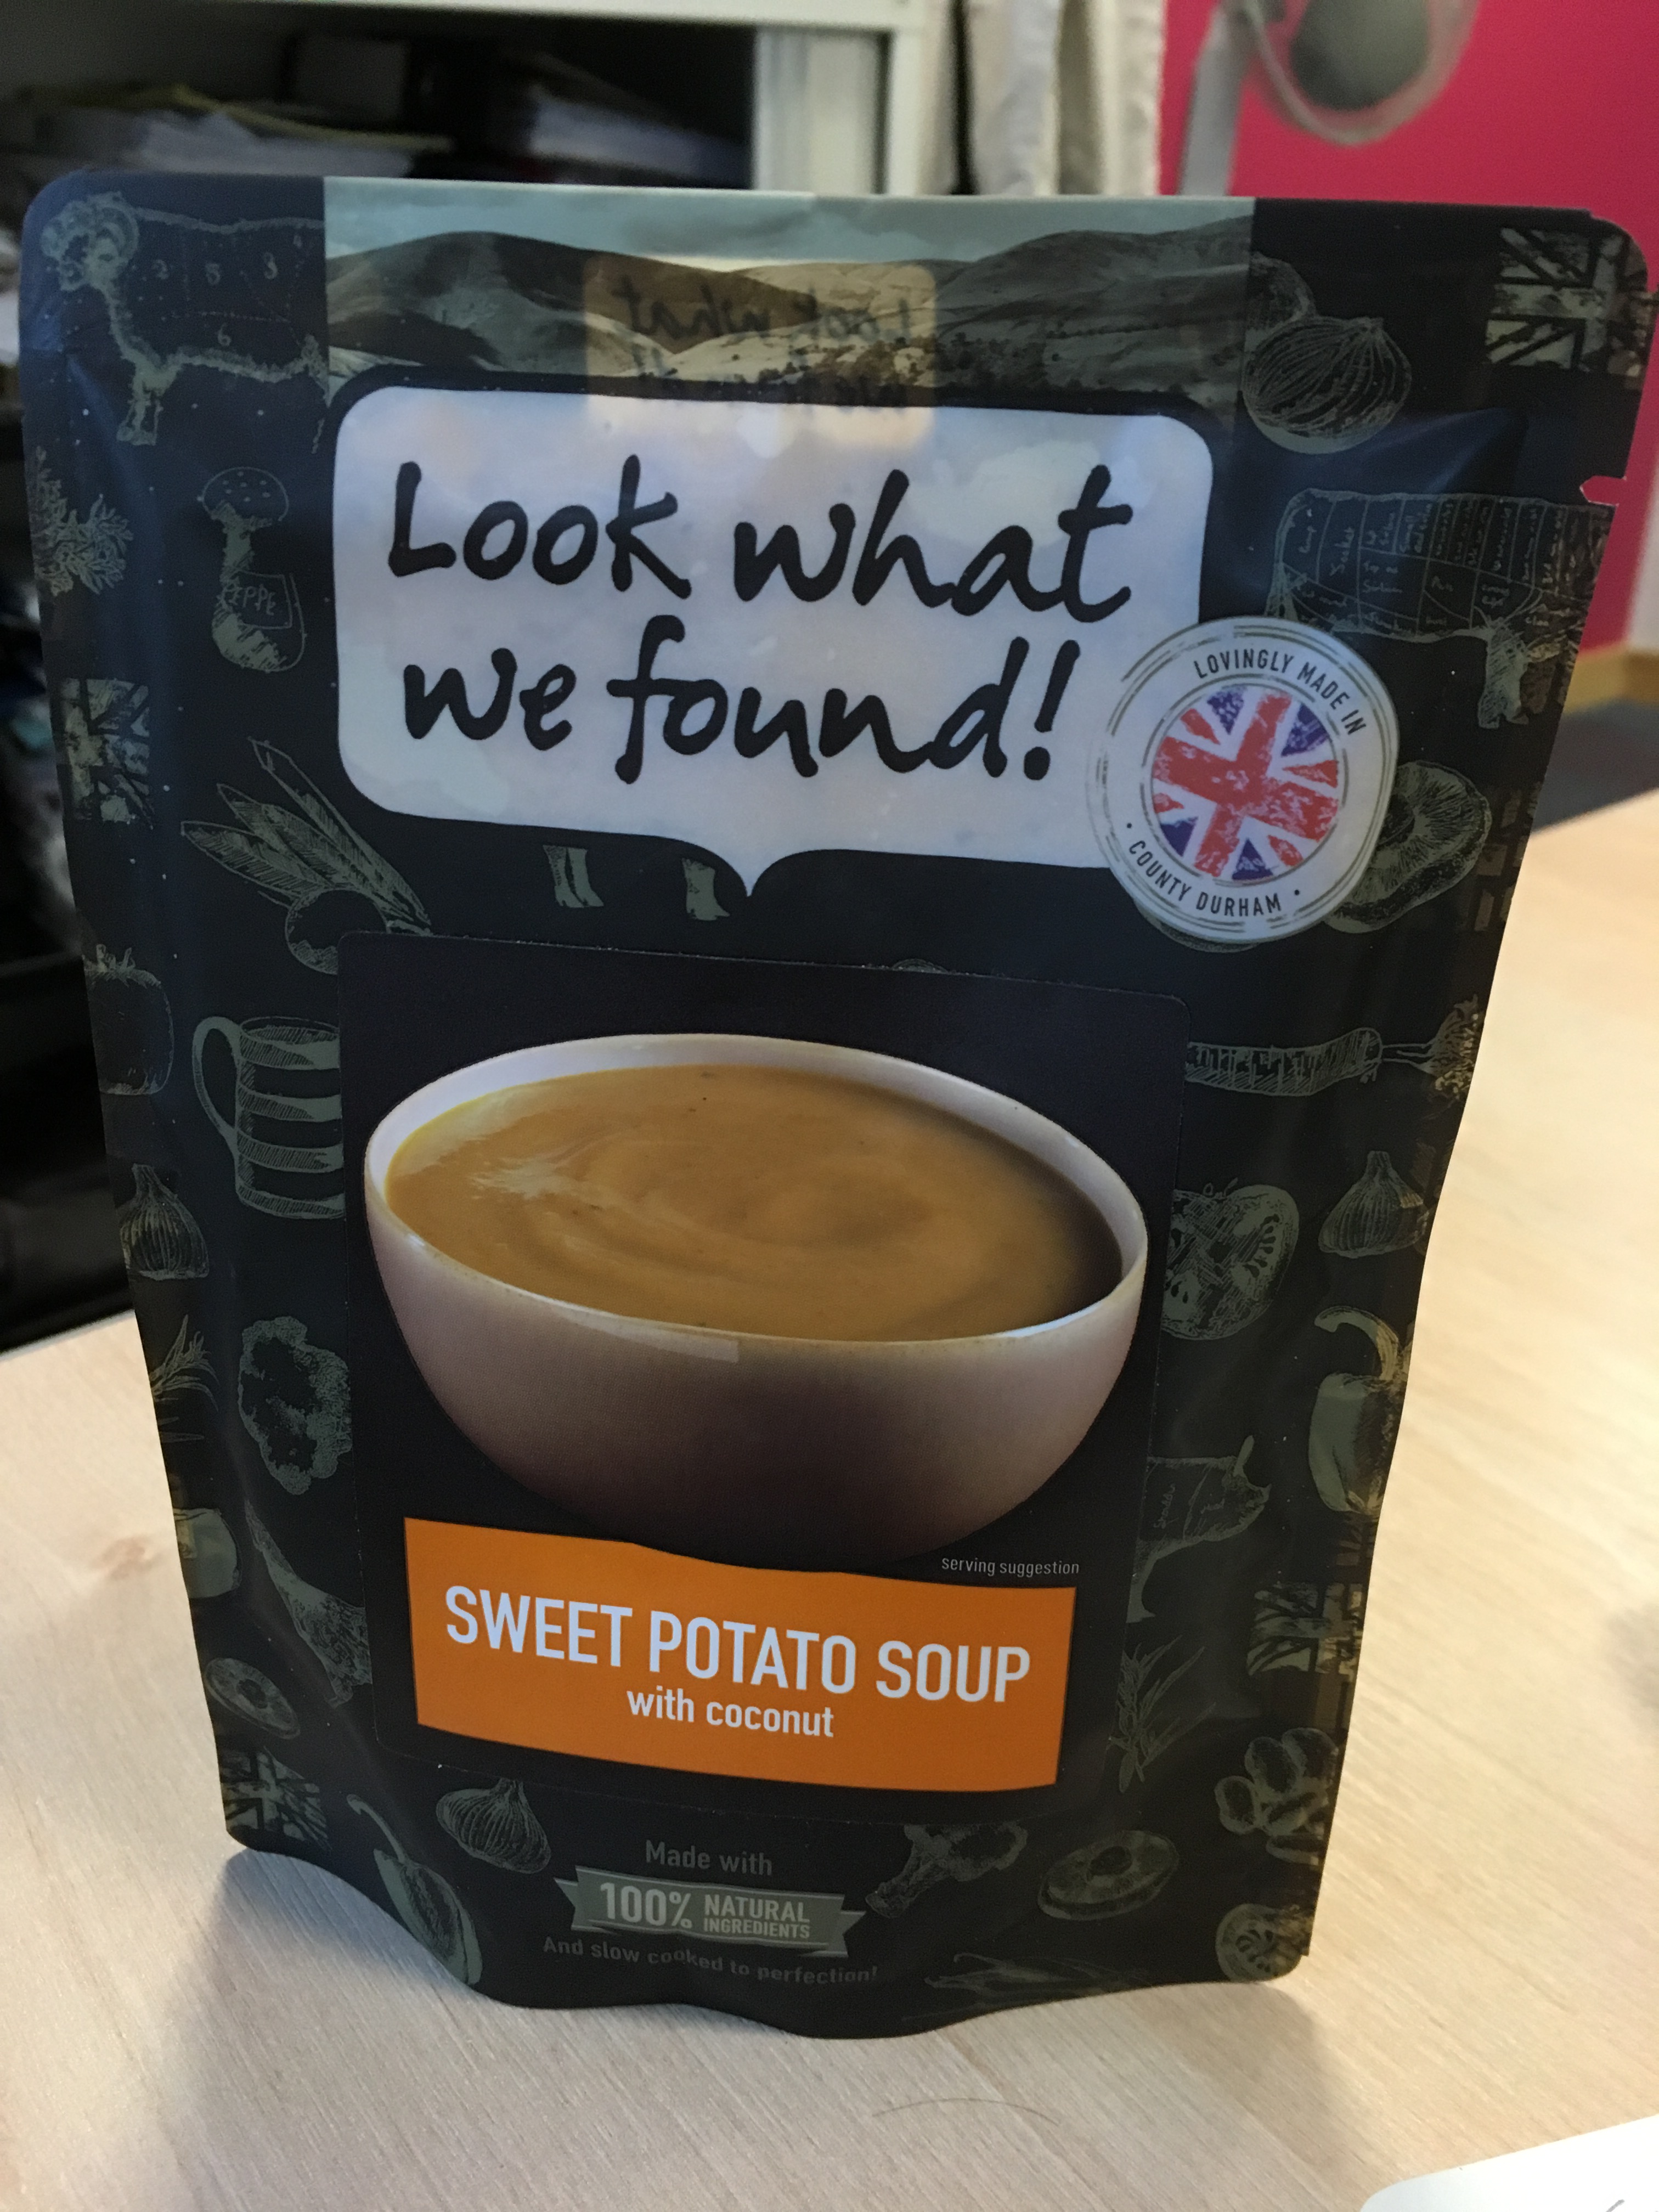 Look what
we found!
LOVINGLY MADE IN
• COUNTY DURHAM •
serving suggestion
SWEET POTATO SOUP
with coconut
Made with
100% NATURAL
INGREDIENTS
And slow cooked to perfection!